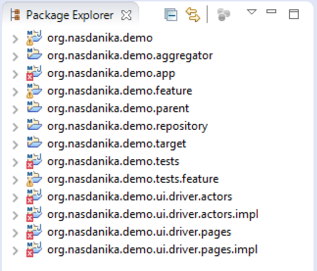 Package Explorer
org.nasdanika.demo
org.nasdanika.demo.aggregator
org.nasdanika.demo.app
org.nasdanika.demo.feature
org.nasdanika.demo.parent
org.nasdanika.demo.repository
org.nasdanika.demo.target
org.nasdanika.demo.tests
org.nasdanika.demo.tests.feature
org.nasdanika.demo.ui.driver.actors
org.nasdanika.demo.ui.driver.actors.impl
org.nasdanika.demo.ui.driver.pages
org.nasdanika.demo.ui.driver.pages.impl